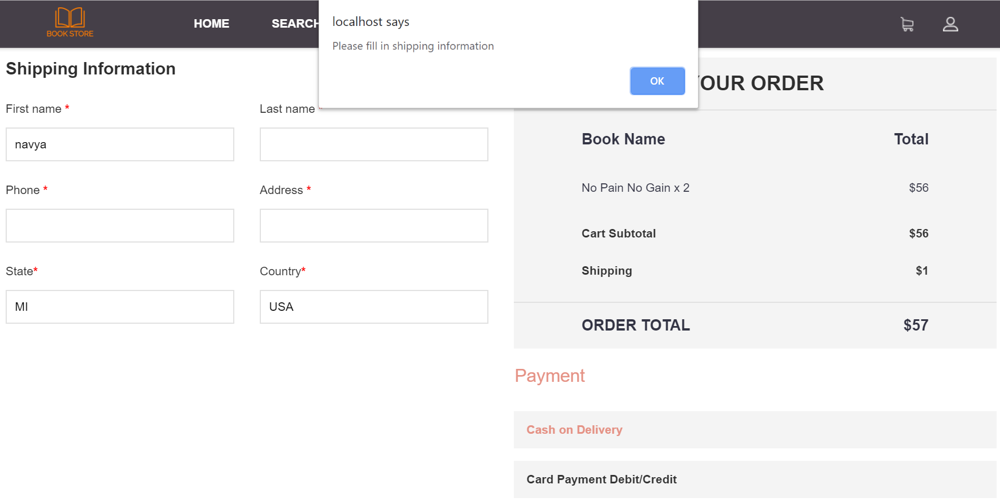 BOOK STORE
HOME
SEARCH
localhost says
Please fill in shipping information
OK
Shipping Information
First name *
Last name *
navya
Phone *
Address *
State*
Country*
MI
USA
YOUR ORDER
Book Name Total
No Pain No Gain x 2 $56
Cart Subtotal $56
Shipping $1
ORDER TOTAL $57
Payment
Cash on Delivery
Card Payment Debit/Credit